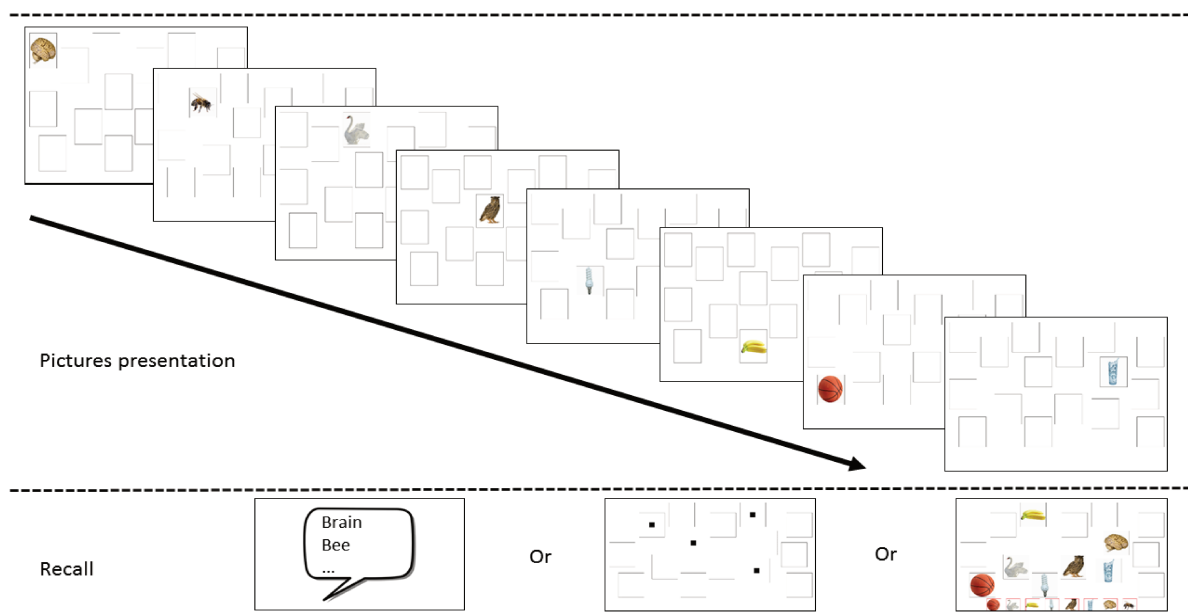 Pictures presentation
Brain
Bee
...
Or
Or
Recall